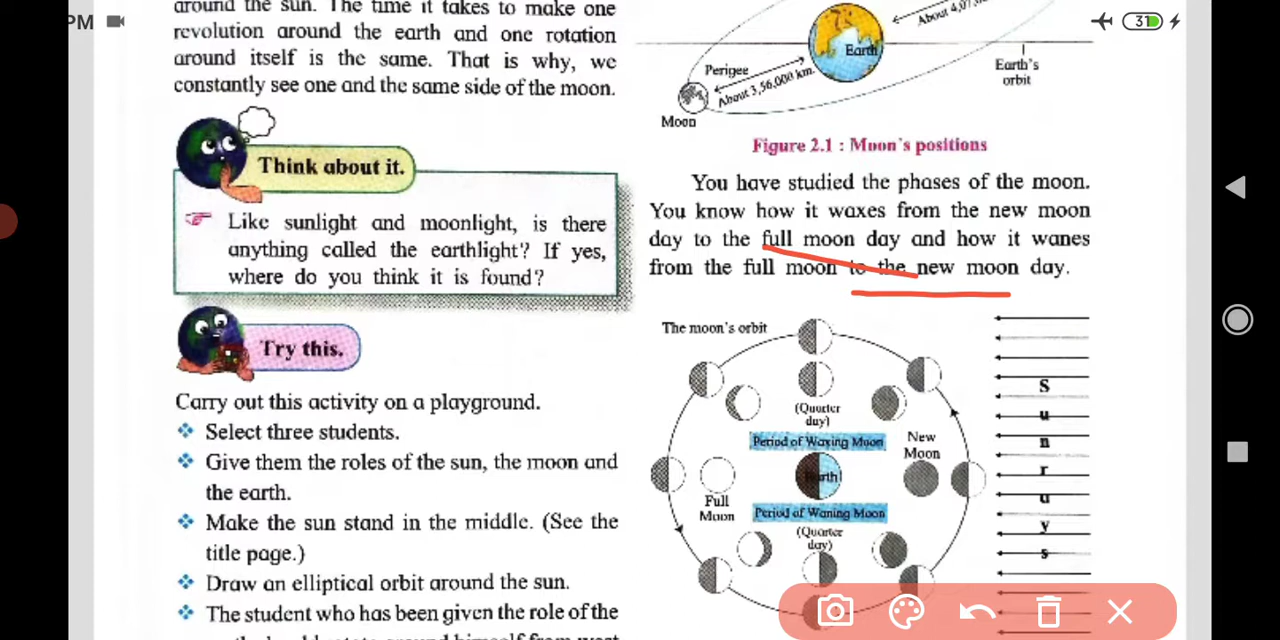 PM
31
around the sun. The time it takes to make one
revolution around the earth and one rotation
around itself is the same. That is why, we
constantly see one and the same side of the moon.
Think about it.
Like sunlight and moonlight, is there
anything called the earthlight? If yes,
where do you think it is found?
Try this.
Carry out this activity on a playground.
Select three students.
Give them the roles of the sun, the moon and
the earth.
Make the sun stand in the middle. (See the
title page.)
Draw an elliptical orbit around the sun.
The student who has been given the role of the
Earth
Perigee
About 3,56,000 km.
Moon
Earth's
orbit
Figure 2.1 : Moon's positions
You have studied the phases of the moon.
You know how it waxes from the new moon
day to the full moon day and how it wanes
from the full moon to the new moon day.
The moon's orbit
(Quarter
day)
Period of Waxing Moon
New
Moon
Full
Moon
Period of Waning Moon
(Quarter
day)
S
u
n
r
a
y
s